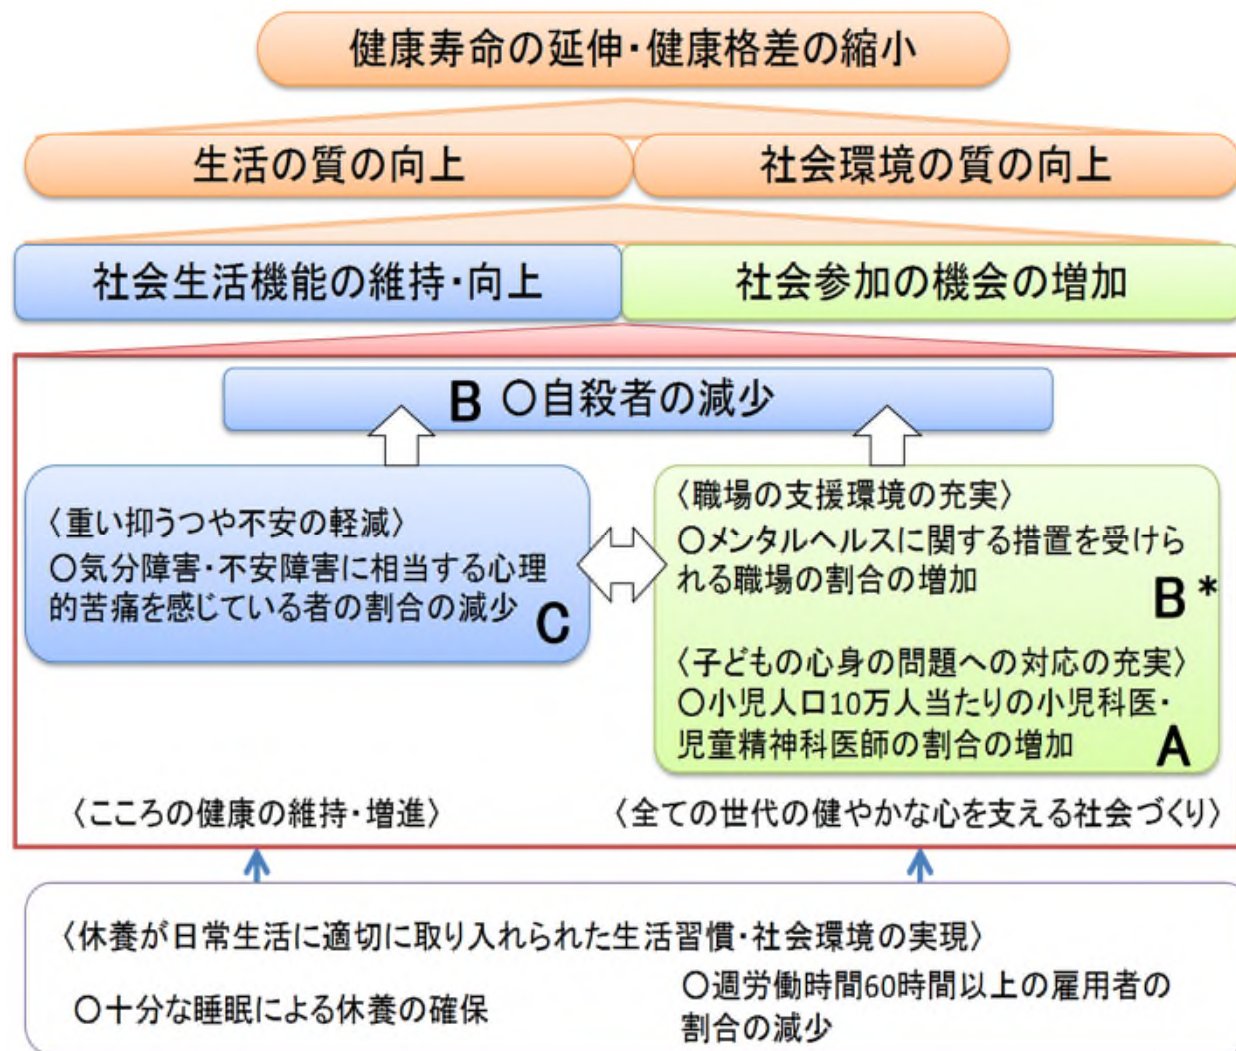 健康寿命の延伸・健康格差の縮小
生活の質の向上
社会環境の質の向上
社会生活機能の維持・向上
社会参加の機会の増加
B 〇自殺者の減少
〈重い抑うつや不安の軽減〉
〇気分障害・不安障害に相当する心理
的苦痛を感じている者の割合の減少
C
〈職場の支援環境の充実〉
〇メンタルヘルスに関する措置を受けら
れる職場の割合の増加
B*
〈子どもの心身の問題への対応の充実〉
〇小児人口10万人当たりの小児科医・
児童精神科医師の割合の増加
A
〈こころの健康の維持・増進〉
〈全ての世代の健やかな心を支える社会づくり〉
〈休養が日常生活に適切に取り入れられた生活習慣・社会環境の実現〉
〇十分な睡眠による休養の確保
〇週労働時間60時間以上の雇用者の
割合の減少